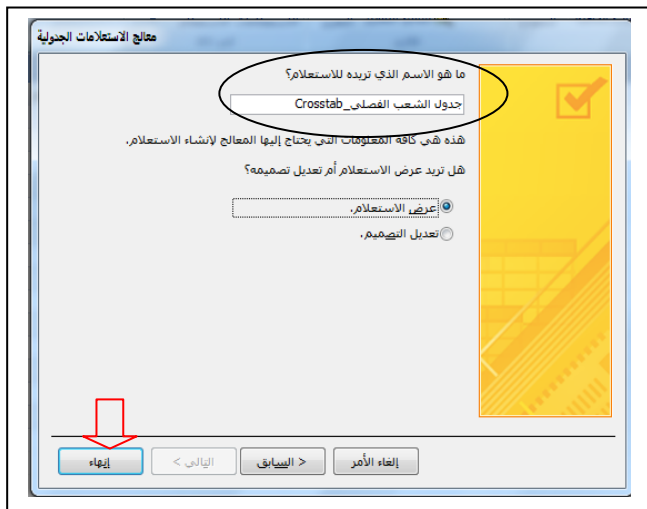 معالج الاستعلامات الجدولية
ما هو الاسم الذي تريده للاستعلام؟
جدول الشعب الفصلي_Crosstab
هذه هي كافة المعلومات التي يحتاج إليها المعالج لإنشاء الاستعلام.
هل تريد عرض الاستعلام أم تعديل تصميمه؟
عرض الاستعلام.
تعديل التصميم.
إلغاء الأمر
< السابق
التالي >
إنهاء